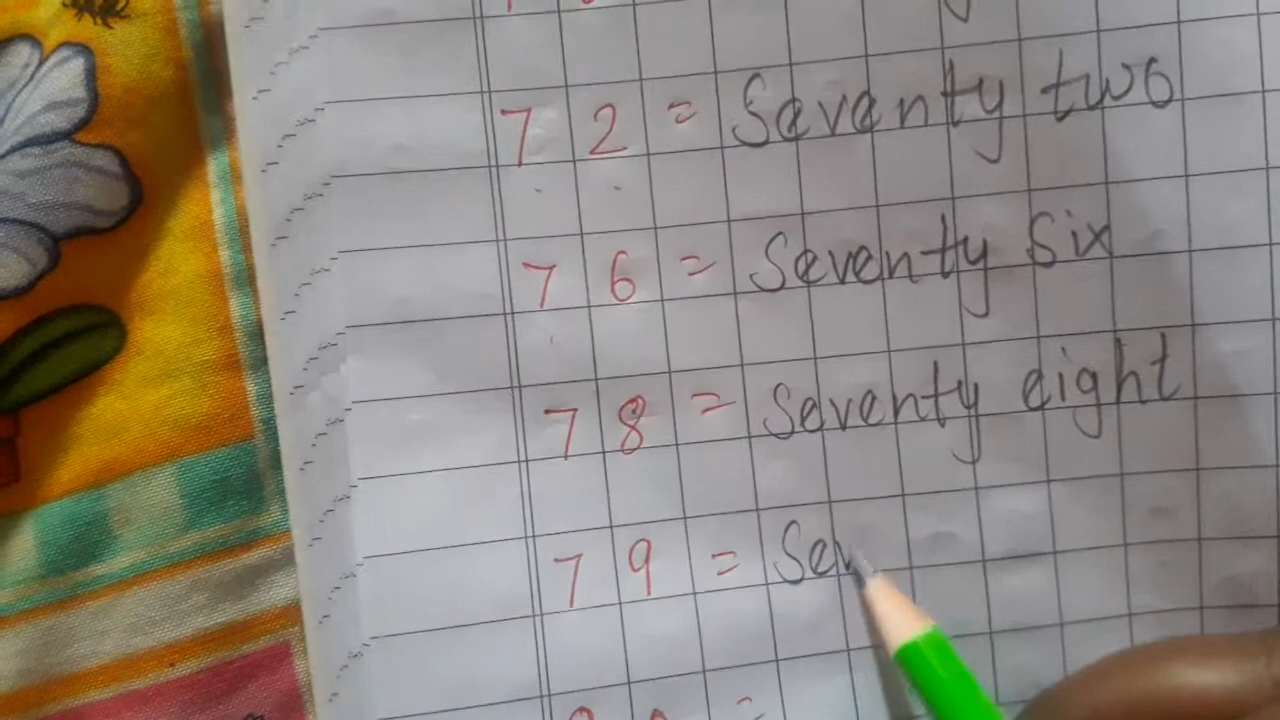 72 = Seventy two
76 = Seventy six
78 = Seventy eight
79 = Sev